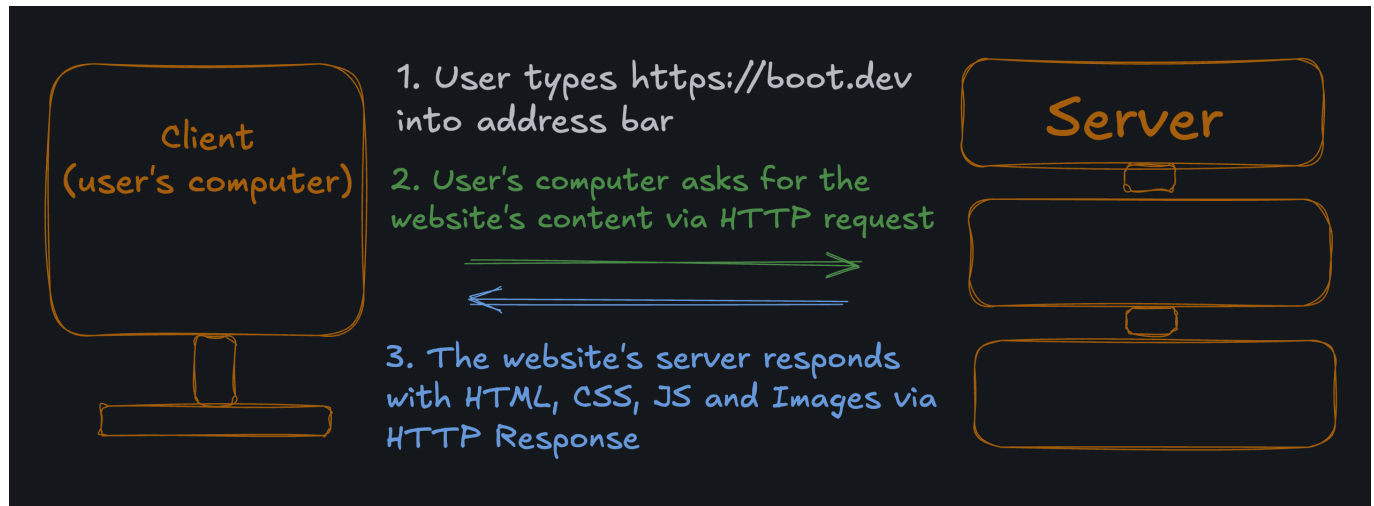 Client
(user's computer)
1. User types https://boot.dev
into address bar
2. User's computer asks for the
website's content via HTTP request
3. The website's server responds
with HTML, CSS, JS and Images via
HTTP Response
Server